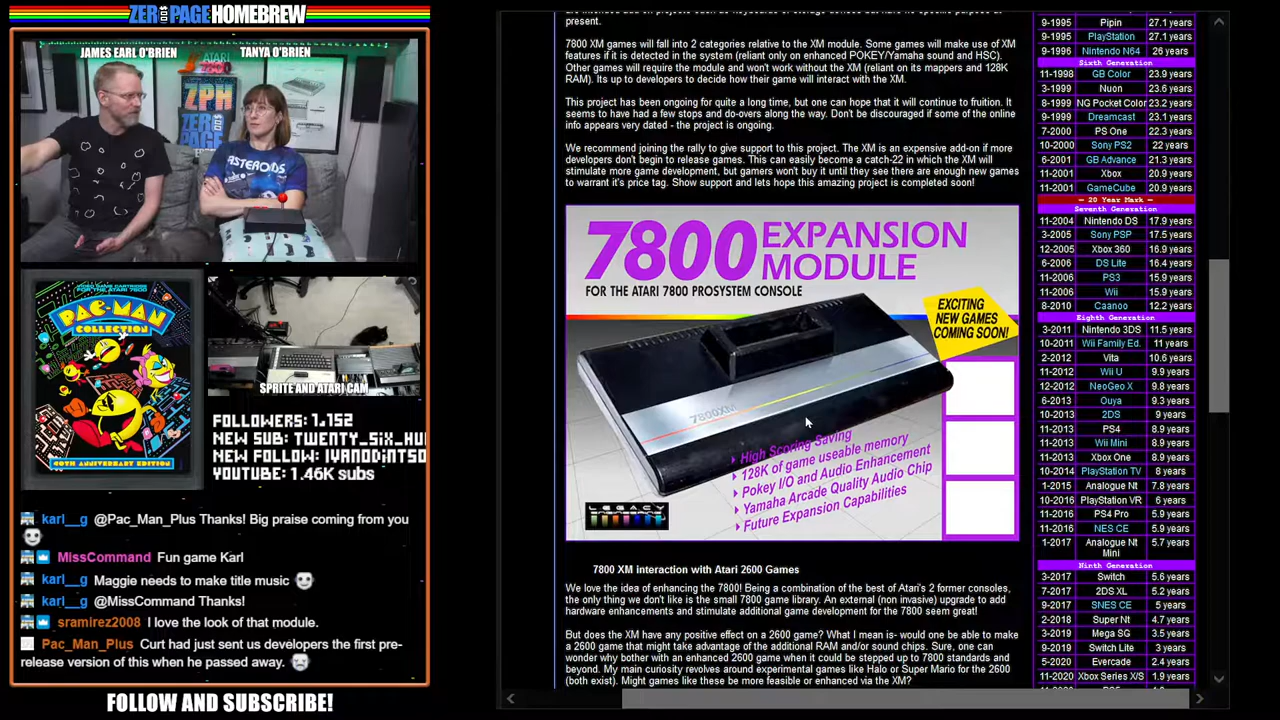 ZERO PAGE HOMEBREW
JAMES EARL O'BRIEN
TANYA O'BRIEN
ZPH
ZERO
PAGE
ASTEROIDS
VIDEO GAME CARTRIDGE
FOR THE ATARI 7800
PAC-MAN
COLLECTION
40TH ANNIVERSARY EDITION
SPRITE AND ATARI CAM
FOLLOWERS: 1,152
NEW SUB: TWENTY_SIX_HU
NEW FOLLOW: IVANODINTSO
YOUTUBE: 1.46K subs
karl__g @Pac_Man_Plus Thanks! Big praise coming from you
MissCommand Fun game Karl
karl__g Maggie needs to make title music
karl__g @MissCommand Thanks!
sramirez2008 I love the look of that module.
Pac_Man_Plus Curt had just sent us developers the first pre-
release version of this when he passed away.
FOLLOW AND SUBSCRIBE!
present.
7800 XM games will fall into 2 categories relative to the XM module. Some games will make use of XM
features if it is detected in the system (reliant only on enhanced POKEY/Yamaha sound and HSC).
Other games will require the module and won't work without the XM (reliant on its mappers and 128K
RAM). Its up to developers to decide how their game will interact with the XM.
This project has been ongoing for quite a long time, but one can hope that it will continue to fruition. It
seems to have had a few stops and do-overs along the way. Don't be discouraged if some of the online
info appears very dated - the project is ongoing.
We recommend joining the rally to give support to this project. The XM is an expensive add-on if more
developers don't begin to release games. This can easily become a catch-22 in which the XM will
stimulate more game development, but gamers won't buy it until they see there are enough new games
to warrant it's price tag. Show support and lets hope this amazing project is completed soon!
7800 EXPANSION
MODULE
FOR THE ATARI 7800 PROSYSTEM CONSOLE
EXCITING
NEW GAMES
COMING SOON!
7800XM
High Scoring Saving
128K of game useable memory
Pokey I/O and Audio Enhancement
Yamaha Arcade Quality Audio Chip
Future Expansion Capabilities
LEGACY
ENGINEERING
7800 XM interaction with Atari 2600 Games
We love the idea of enhancing the 7800! Being a combination of the best of Atari's 2 former consoles,
the only thing we don't like is the small 7800 game library. An external (non invasive) upgrade to add
hardware enhancements and stimulate additional game development for the 7800 seem great!
But does the XM have any positive effect on a 2600 game? What I mean is- would one be able to make
a 2600 game that might take advantage of the additional RAM and/or sound chips. Sure, one can
wonder why bother with an enhanced 2600 game when it could be stepped up to 7800 standards and
beyond. My main curiosity revolves around experimental games like Halo or Super Mario for the 2600
(both exist). Might games like these be more feasible or enhanced via the XM?
9-1995 Pipin 27.1 years
9-1995 PlayStation 27.1 years
9-1996 Nintendo N64 26 years
Sixth Generation
11-1998 GB Color 23.9 years
3-1999 Nuon 23.6 years
8-1999 NG Pocket Color 23.2 years
9-1999 Dreamcast 23.1 years
7-2000 PS One 22.3 years
10-2000 Sony PS2 22 years
6-2001 GB Advance 21.3 years
11-2001 Xbox 20.9 years
11-2001 GameCube 20.9 years
— 20 Year Mark —
Seventh Generation
11-2004 Nintendo DS 17.9 years
3-2005 Sony PSP 17.5 years
12-2005 Xbox 360 16.9 years
6-2006 DS Lite 16.4 years
11-2006 PS3 15.9 years
11-2006 Wii 15.9 years
8-2010 Caanoo 12.2 years
Eighth Generation
3-2011 Nintendo 3DS 11.5 years
10-2011 Wii Family Ed. 11 years
2-2012 Vita 10.6 years
11-2012 Wii U 9.9 years
12-2012 NeoGeo X 9.8 years
6-2013 Ouya 9.3 years
10-2013 2DS 9 years
11-2013 PS4 8.9 years
11-2013 Wii Mini 8.9 years
11-2013 Xbox One 8.9 years
10-2014 PlayStation TV 8 years
1-2015 Analogue Nt 7.8 years
10-2016 PlayStation VR 6 years
11-2016 PS4 Pro 5.9 years
11-2016 NES CE 5.9 years
1-2017 Analogue Nt Mini 5.7 years
Ninth Generation
3-2017 Switch 5.6 years
7-2017 2DS XL 5.2 years
9-2017 SNES CE 5 years
2-2018 Super Nt 4.7 years
3-2019 Mega SG 3.5 years
9-2019 Switch Lite 3 years
5-2020 Evercade 2.4 years
11-2020 Xbox Series X/S 1.9 years